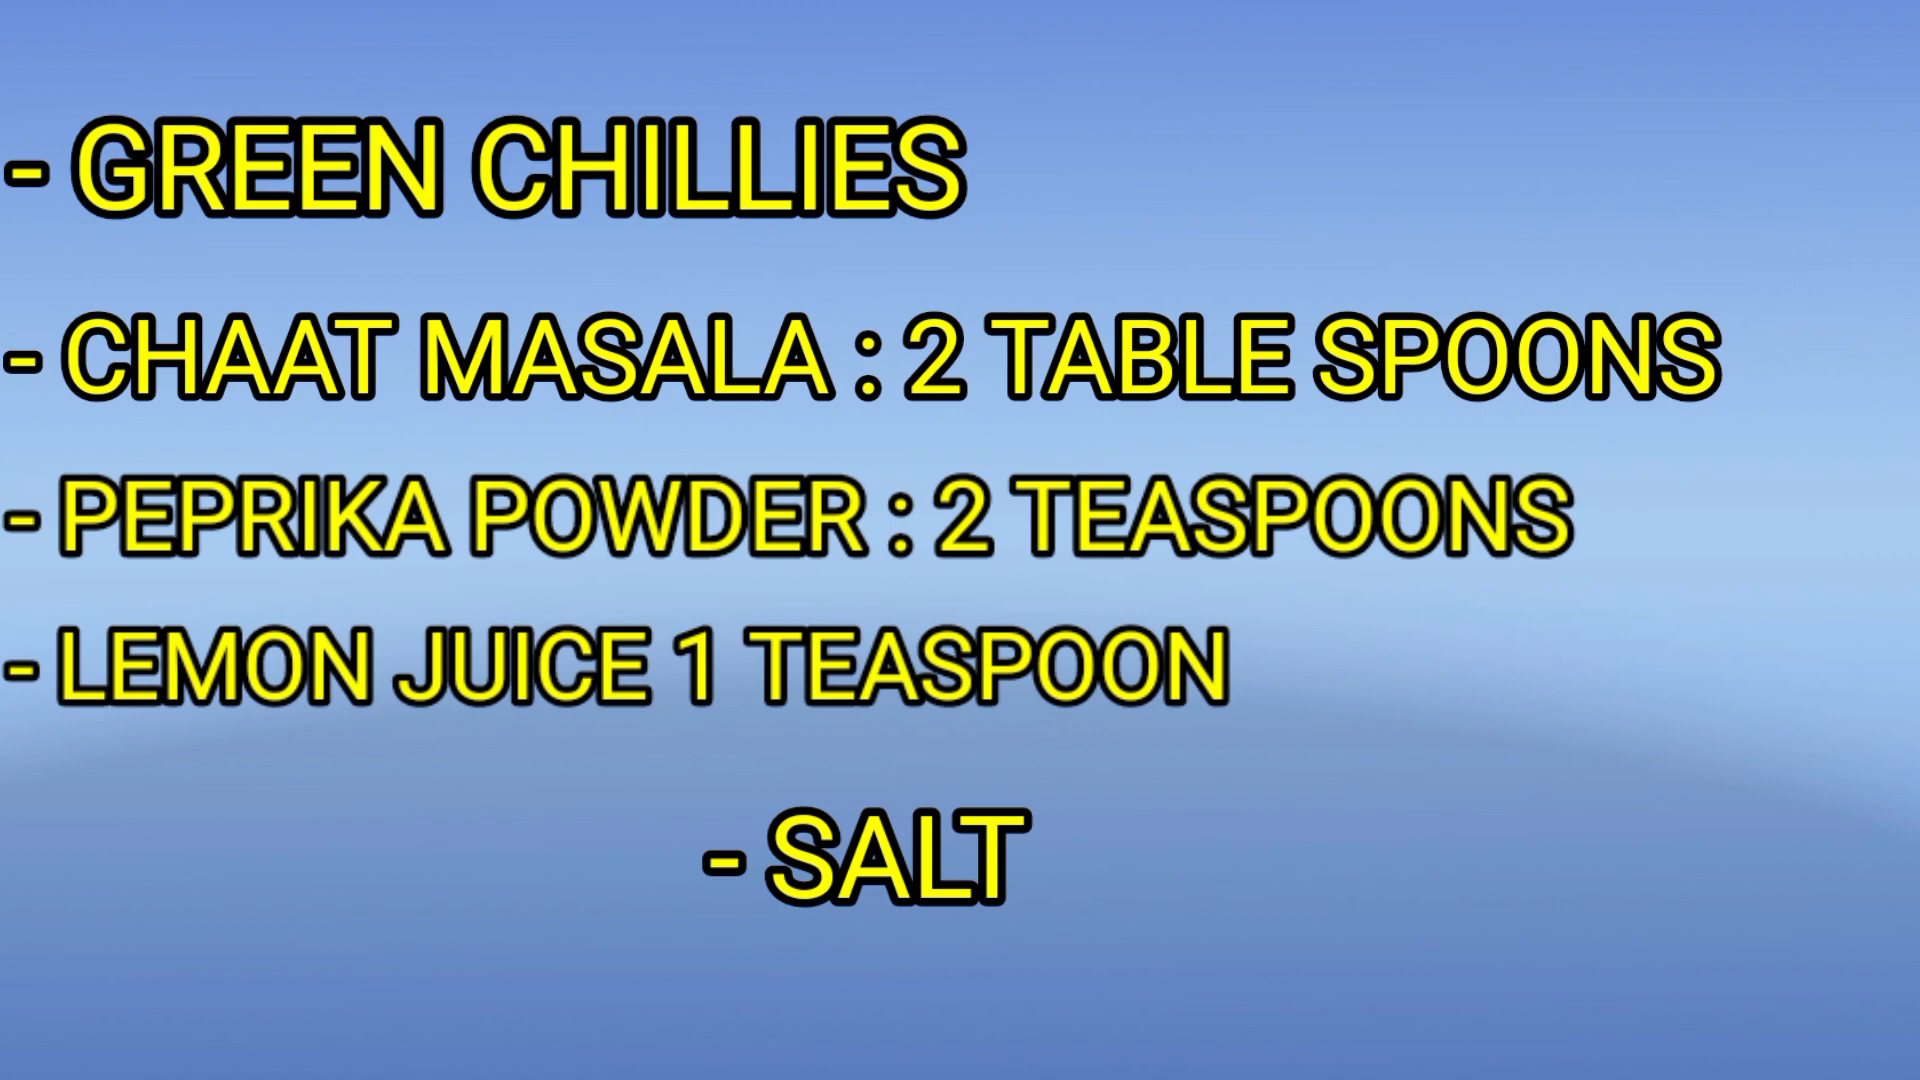 - GREEN CHILLIES
- CHAAT MASALA : 2 TABLE SPOONS
- PEPRIKA POWDER : 2 TEASPOONS
- LEMON JUICE 1 TEASPOON
- SALT